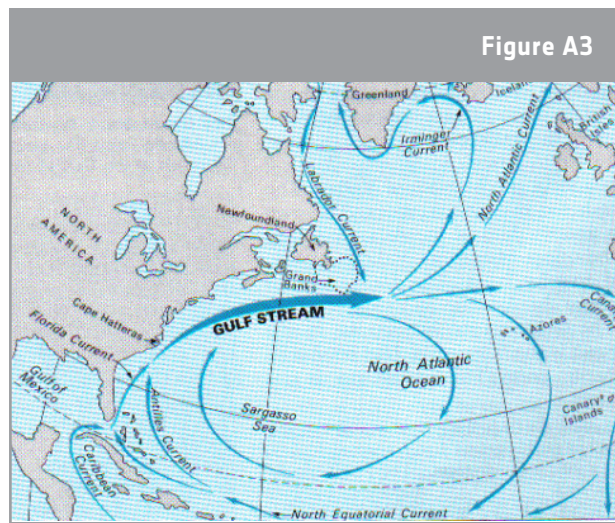 Figure A3
Greenland
Iceland
British
Isles
Irminger
Current
North Atlantic Current
Labrador Current
Newfoundland
NORTH
AMERICA
Grand
Banks
Cape Hatteras
GULF STREAM
Florida Current
Gulf of
Mexico
Azores
Current
North Atlantic
Ocean
Canary
Islands
Antilles Current
Sargasso
Sea
Caribbean
Current
North Equatorial Current